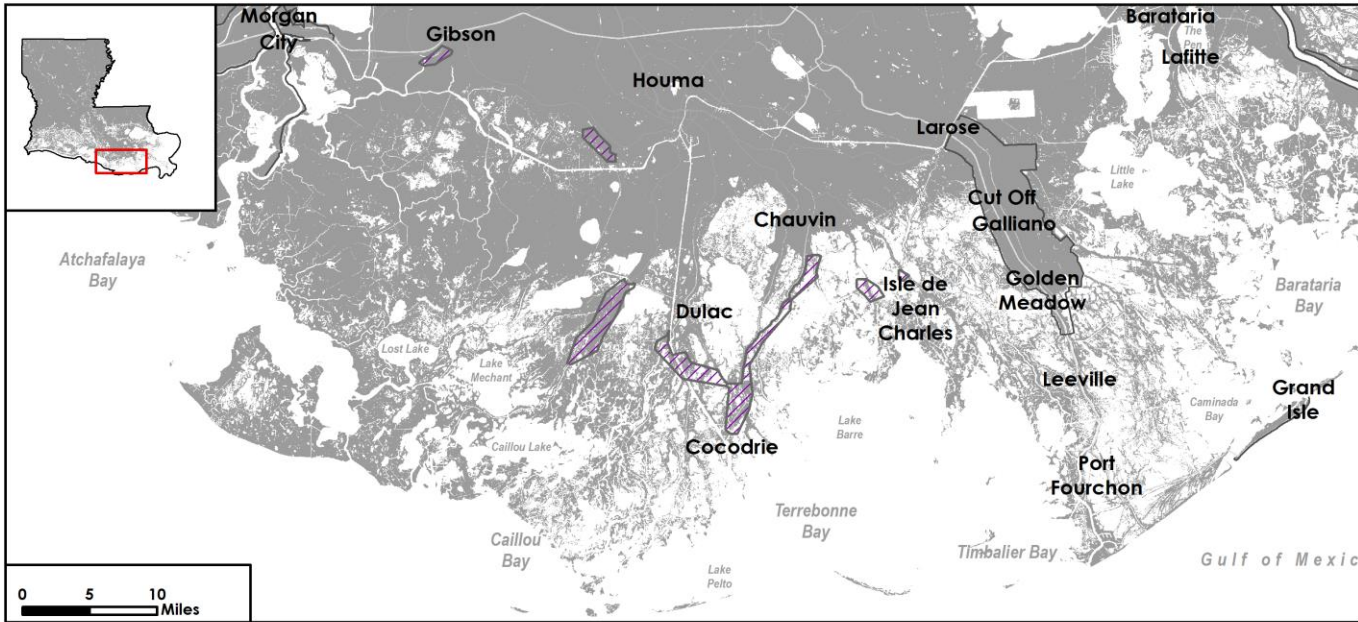 Morgan
City
Gibson
Barataria
The
Pen
Lafitte
Houma
Larose
Little
Lake
Cut Off
Galliano
Chauvin
Atchafalaya
Bay
Golden
Meadow
Isle de
Jean
Charles
Barataria
Bay
Dulac
Lost Lake
Lake
Mechant
Leeville
Grand
Isle
Caminada
Bay
Lake
Barre
Caillou Lake
Cocodrie
Port
Fourchon
Terrebonne
Bay
Caillou
Bay
Timbalier Bay
Gulf of Mexic
Lake
Pelto
0 5 10
Miles